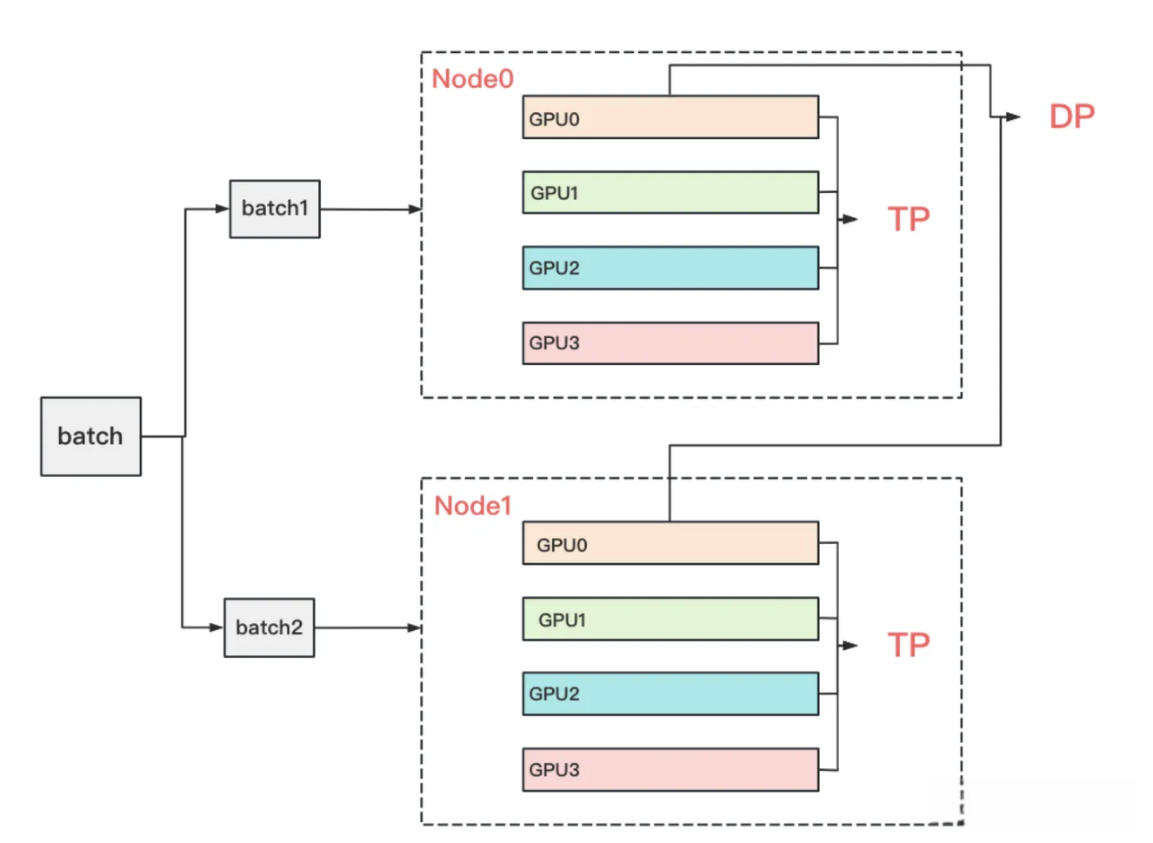 Node0
GPU0
DP
GPU1
batch1
TP
GPU2
GPU3
batch
Node1
GPU0
GPU1
batch2
TP
GPU2
GPU3